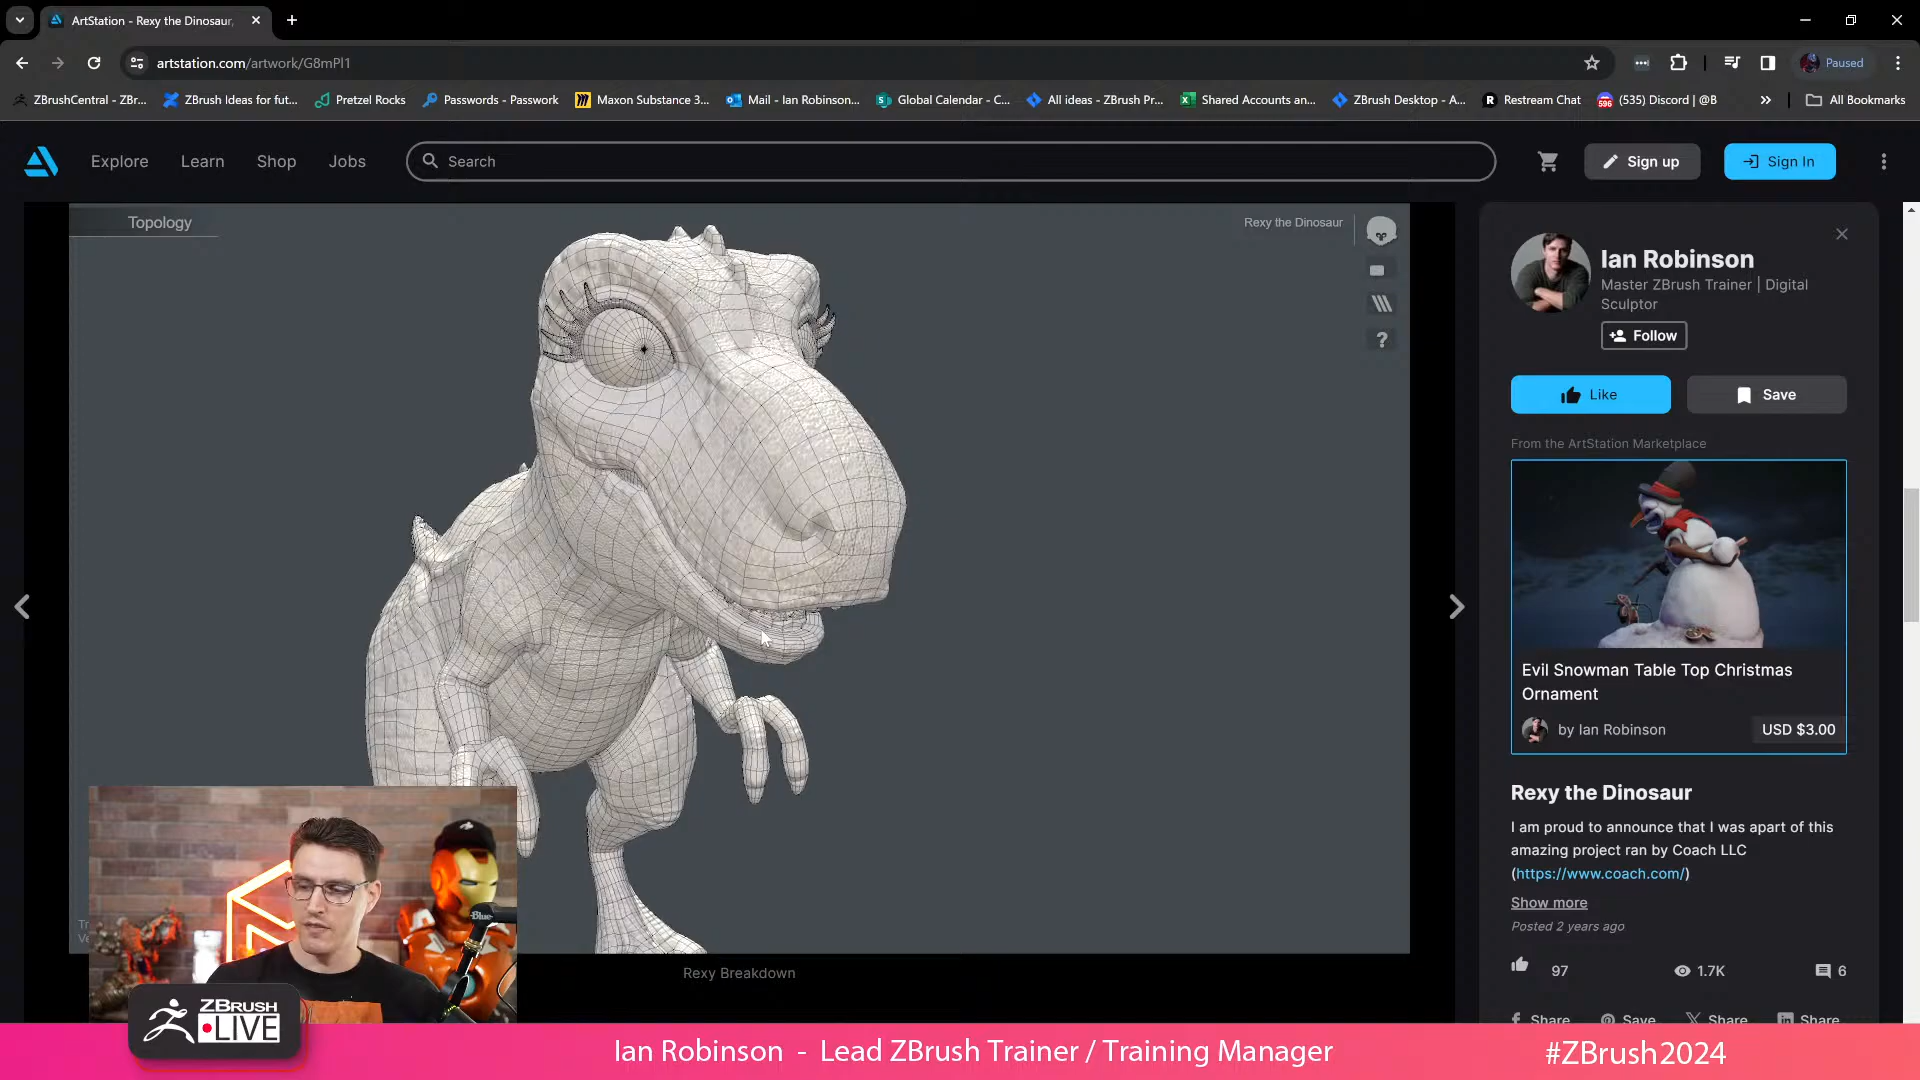 ArtStation - Rexy the Dinosaur,
artstation.com/artwork/G8mPl1
Paused
ZBrushCentral - ZBr...
ZBrush Ideas for fut...
Pretzel Rocks
Passwords - Passwork
Maxon Substance 3...
Mail - Ian Robinson...
Global Calendar - C...
All ideas - ZBrush Pr...
Shared Accounts an...
ZBrush Desktop - A...
Restream Chat
596
(535) Discord | @B
All Bookmarks
Explore
Learn
Shop
Jobs
Search
Sign up
Sign In
Topology
Rexy the Dinosaur
?
Ian Robinson
Master ZBrush Trainer | Digital
Sculptor
Follow
Like
Save
From the ArtStation Marketplace
Evil Snowman Table Top Christmas
Ornament
by Ian Robinson
USD $3.00
Rexy the Dinosaur
I am proud to announce that I was apart of this
amazing project ran by Coach LLC
(https://www.coach.com/)
Show more
Posted 2 years ago
97
1.7K
6
Share
Save
Share
Share
Rexy Breakdown
Blue
ZBRUSH
LIVE
Ian Robinson - Lead ZBrush Trainer / Training Manager
#ZBrush2024